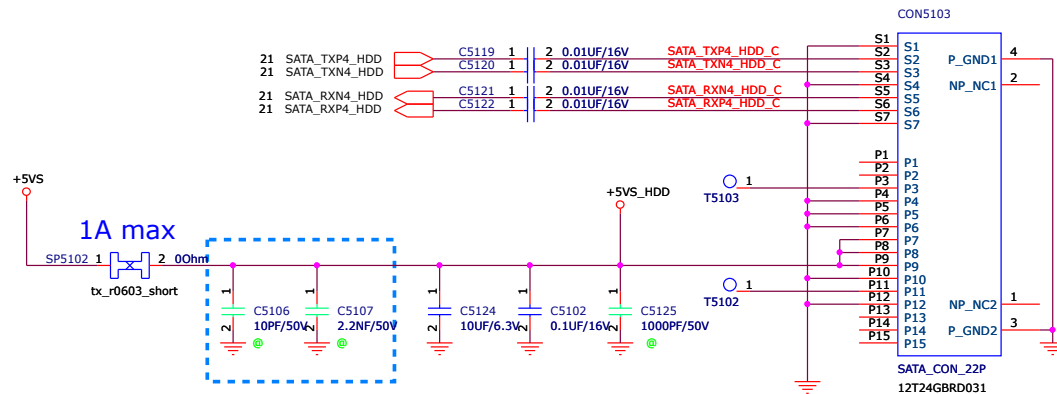 CON5103
21 SATA_TXP4_HDD C5119 1 2 0.01UF/16V SATA_TXP4_HDD_C
21 SATA_TXN4_HDD C5120 1 2 0.01UF/16V SATA_TXN4_HDD_C
21 SATA_RXN4_HDD C5121 1 2 0.01UF/16V SATA_RXN4_HDD_C
21 SATA_RXP4_HDD C5122 1 2 0.01UF/16V SATA_RXP4_HDD_C
S1 S1
S2 S2
S3 S3
S4 S4
S5 S5
S6 S6
S7 S7
P_GND1 4
NP_NC1 2
P1 P1
P2 P2
P3 P3
P4 P4
P5 P5
P6 P6
P7 P7
P8 P8
P9 P9
P10 P10
P11 P11
P12 P12
P13 P13
P14 P14
P15 P15
NP_NC2 1
P_GND2 3
SATA_CON_22P
12T24GBRD031
T5103 1
T5102 1
+5VS
+5VS_HDD
1A max
SP5102 1 2 0Ohm
tx_r0603_short
1 C5106
2 10PF/50V
@
1 C5107
2 2.2NF/50V
@
1 C5124
2 10UF/6.3V
1 C5102
2 0.1UF/16V
1 C5125
2 1000PF/50V
@